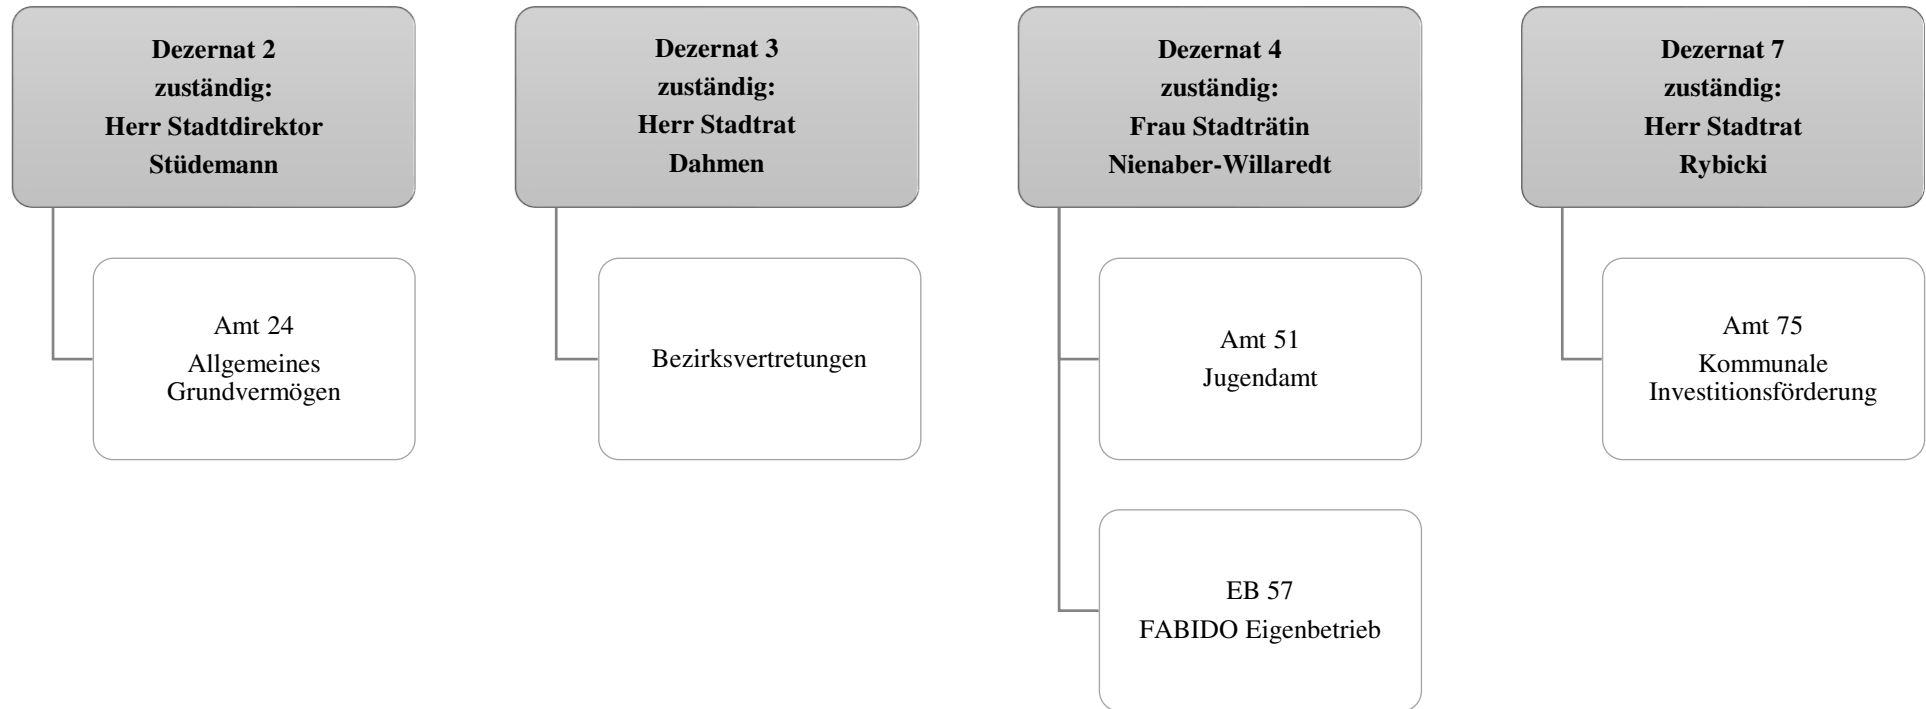 Dezernat 2
zuständig:
Herr Stadtdirektor
Stüdemann
Amt 24
Allgemeines
Grundvermögen
Dezernat 3
zuständig:
Herr Stadtrat
Dahmen
Bezirksvertretungen
Dezernat 4
zuständig:
Frau Stadträtin
Nienaber-Willaredt
Amt 51
Jugendamt
EB 57
FABIDO Eigenbetrieb
Dezernat 7
zuständig:
Herr Stadtrat
Rybicki
Amt 75
Kommunale
Investitionsförderung